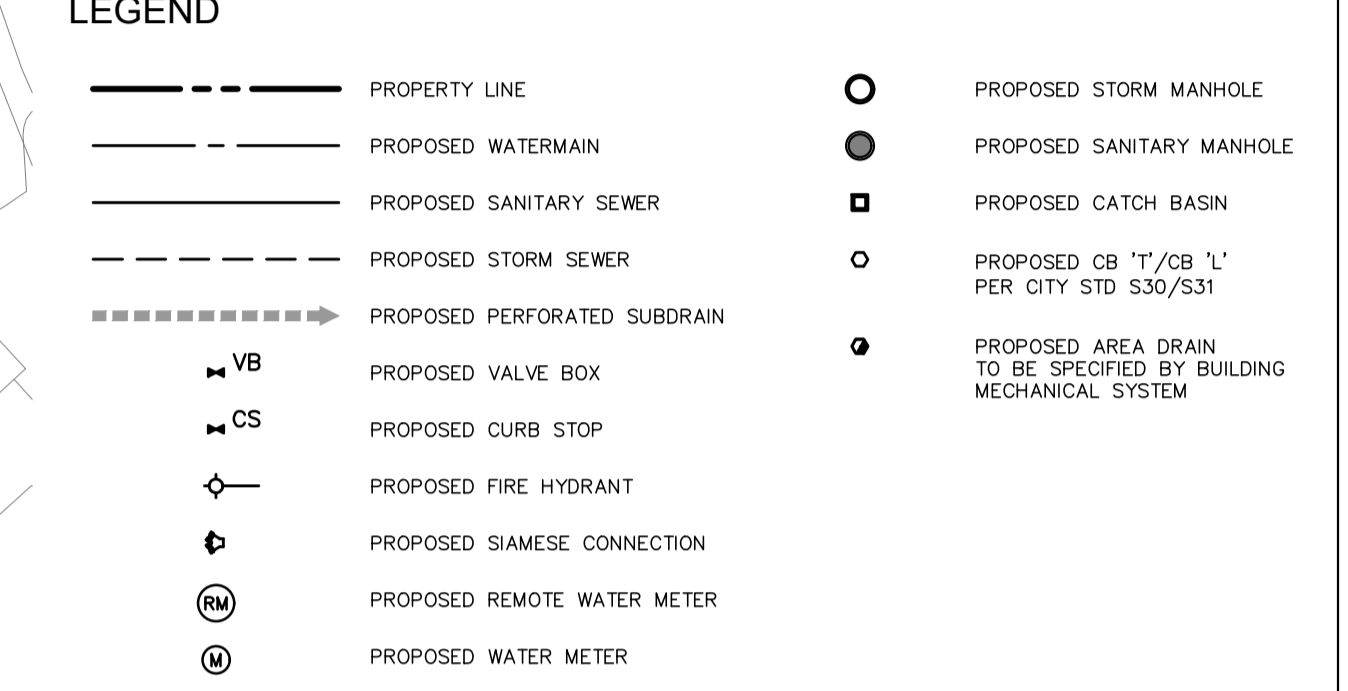 LEGEND
PROPERTY LINE
PROPOSED WATERMAIN
PROPOSED SANITARY SEWER
PROPOSED STORM SEWER
PROPOSED PERFORATED SUBDRAIN
VB
PROPOSED VALVE BOX
CS
PROPOSED CURB STOP
PROPOSED FIRE HYDRANT
PROPOSED SIAMESE CONNECTION
RM
PROPOSED REMOTE WATER METER
M
PROPOSED WATER METER
PROPOSED STORM MANHOLE
PROPOSED SANITARY MANHOLE
PROPOSED CATCH BASIN
PROPOSED CB 'T'/CB 'L'
PER CITY STD S30/S31
PROPOSED AREA DRAIN
TO BE SPECIFIED BY BUILDING
MECHANICAL SYSTEM